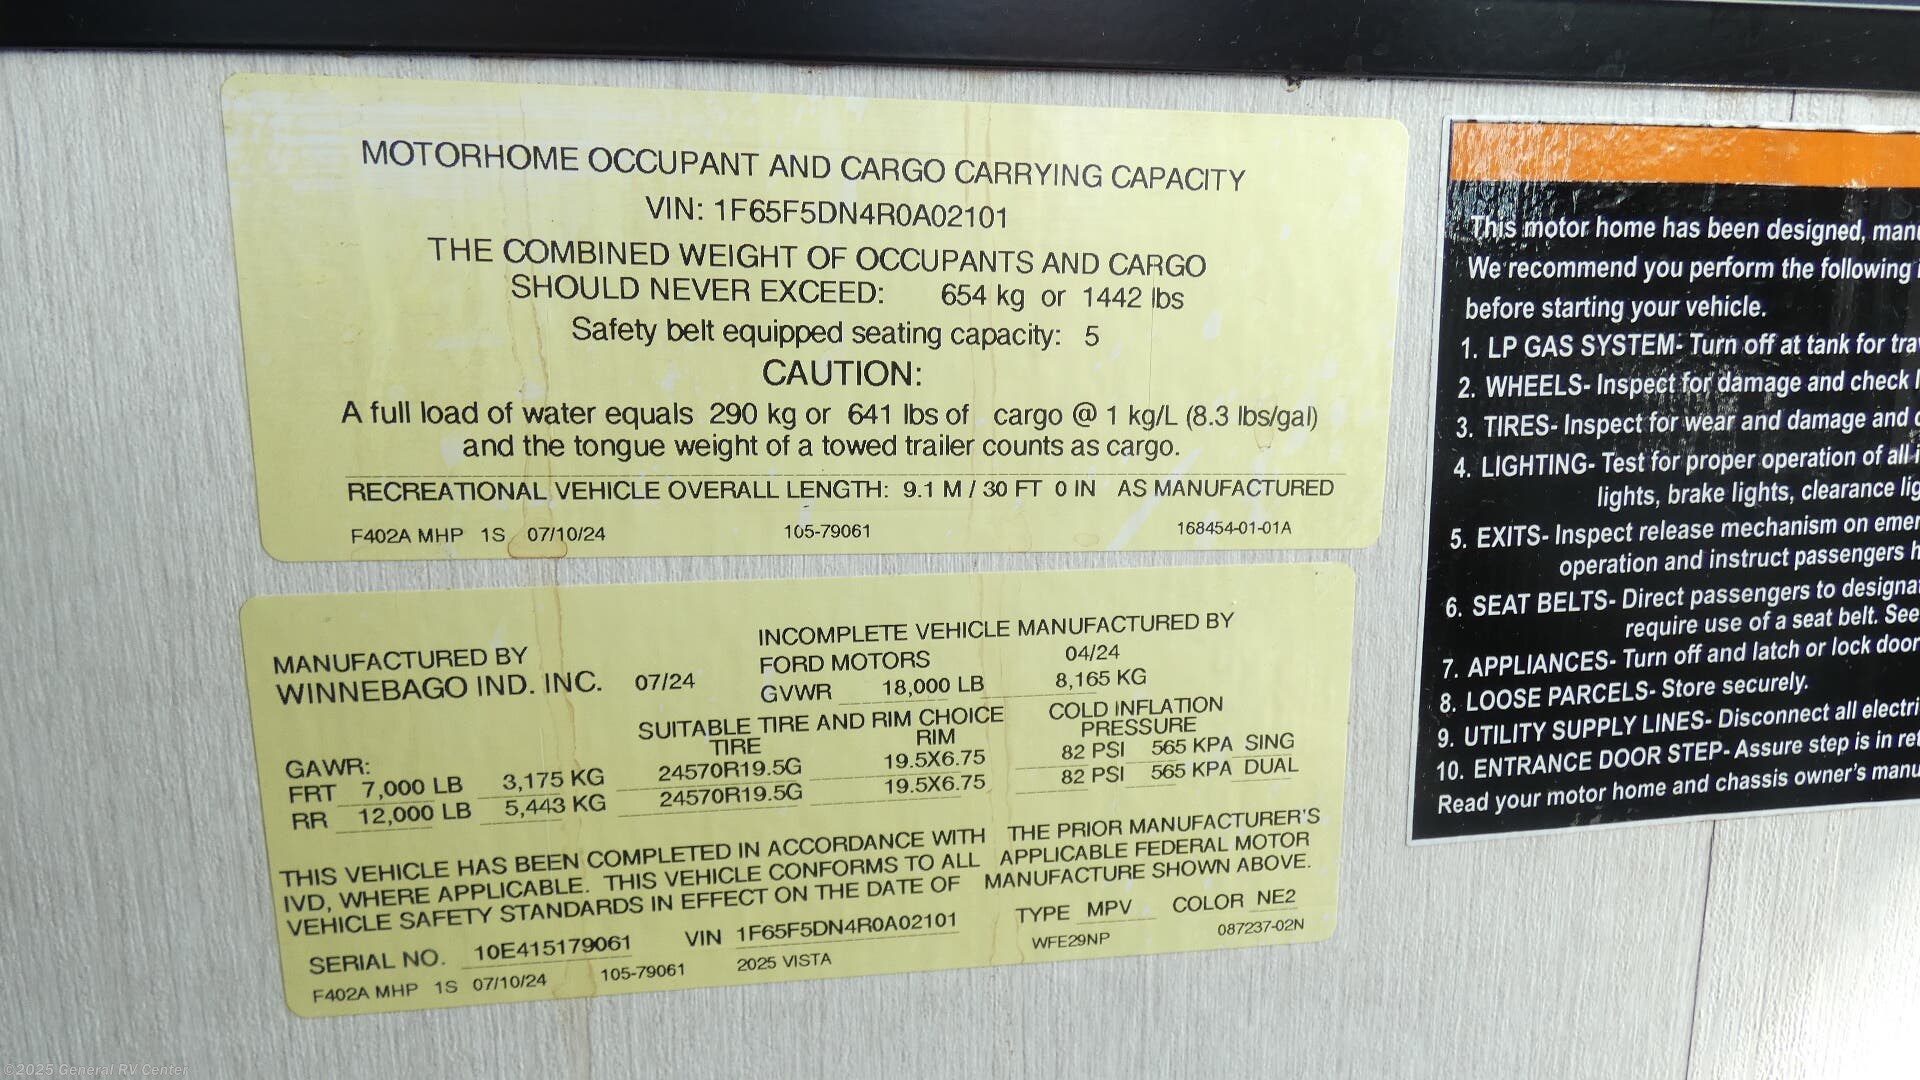 MOTORHOME OCCUPANT AND CARGO CARRYING CAPACITY
VIN: 1F65F5DN4R0A02101
THE COMBINED WEIGHT OF OCCUPANTS AND CARGO
SHOULD NEVER EXCEED: 654 kg or 1442 lbs
Safety belt equipped seating capacity: 5
CAUTION:
A full load of water equals 290 kg or 641 lbs of cargo @ 1 kg/L (8.3 lbs/gal)
and the tongue weight of a towed trailer counts as cargo.
RECREATIONAL VEHICLE OVERALL LENGTH: 9.1 M / 30 FT 0 IN AS MANUFACTURED
F402A MHP 1S 07/10/24 105-79061 168454-01-01A
MANUFACTURED BY
WINNEBAGO IND. INC. 07/24
INCOMPLETE VEHICLE MANUFACTURED BY
FORD MOTORS 04/24
GVWR 18,000 LB 8,165 KG
SUITABLE TIRE AND RIM CHOICE COLD INFLATION
TIRE RIM PRESSURE
GAWR:
FRT 7,000 LB 3,175 KG 24570R19.5G 19.5X6.75 82 PSI 565 KPA SING
RR 12,000 LB 5,443 KG 24570R19.5G 19.5X6.75 82 PSI 565 KPA DUAL
THIS VEHICLE HAS BEEN COMPLETED IN ACCORDANCE WITH THE PRIOR MANUFACTURER'S
IVD, WHERE APPLICABLE. THIS VEHICLE CONFORMS TO ALL APPLICABLE FEDERAL MOTOR
VEHICLE SAFETY STANDARDS IN EFFECT ON THE DATE OF MANUFACTURE SHOWN ABOVE.
SERIAL NO. 10E415179061 VIN 1F65F5DN4R0A02101 TYPE MPV COLOR NE2
F402A MHP 1S 07/10/24 105-79061 2025 VISTA WFE29NP 087237-02N
This motor home has been designed,
We recommend you perform the following
before starting your vehicle.
1. LP GAS SYSTEM- Turn off at tank for
2. WHEELS- Inspect for damage and check
3. TIRES- Inspect for wear and damage and
4. LIGHTING- Test for proper operation of all
lights, brake lights, clearance
5. EXITS- Inspect release mechanism on
operation and instruct passengers
6. SEAT BELTS- Direct passengers to
require use of a seat belt. See
7. APPLIANCES- Turn off and latch or lock
8. LOOSE PARCELS- Store securely.
9. UTILITY SUPPLY LINES- Disconnect all
10. ENTRANCE DOOR STEP- Assure step is in
Read your motor home and chassis owner's
©2025 General RV Center